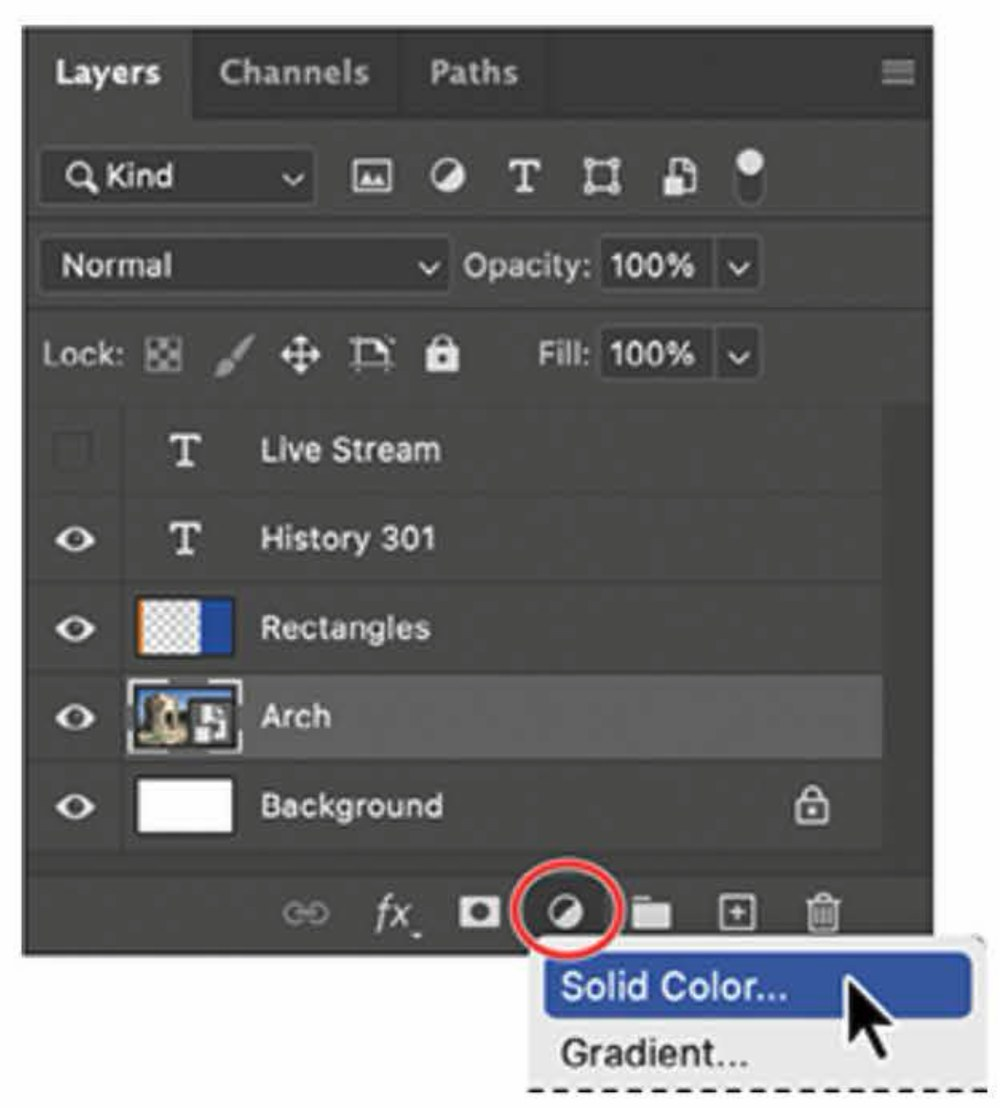 Layers Channels Paths
Kind T
Normal Opacity: 100%
Lock: Fill: 100%
T Live Stream
T History 301
Rectangles
Arch
Background
fx
Solid Color...
Gradient...